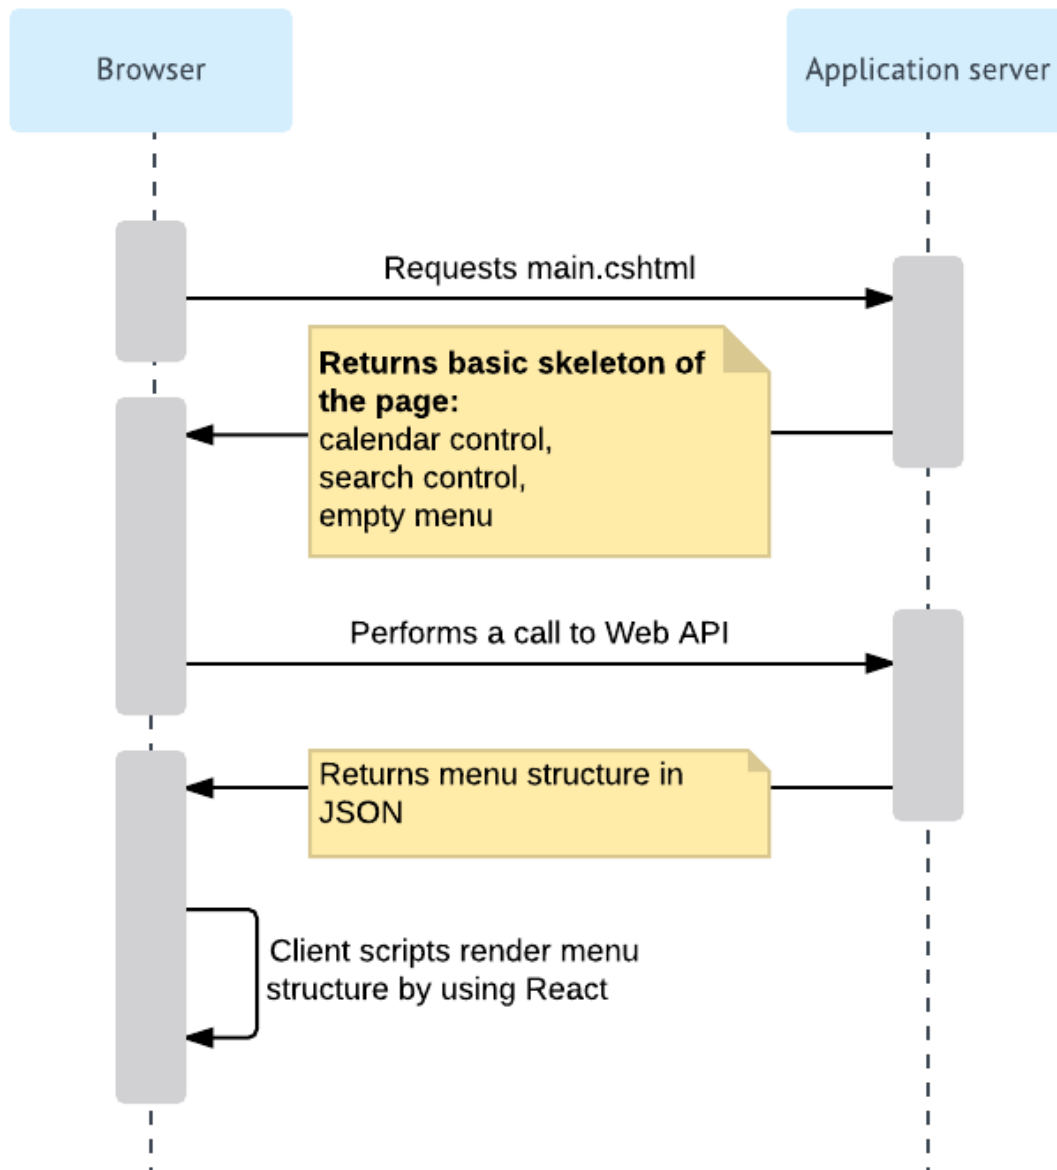 Browser
Application server
Requests main.cshtml
Returns basic skeleton of
the page:
calendar control,
search control,
empty menu
Performs a call to Web API
Returns menu structure in
JSON
Client scripts render menu
structure by using React